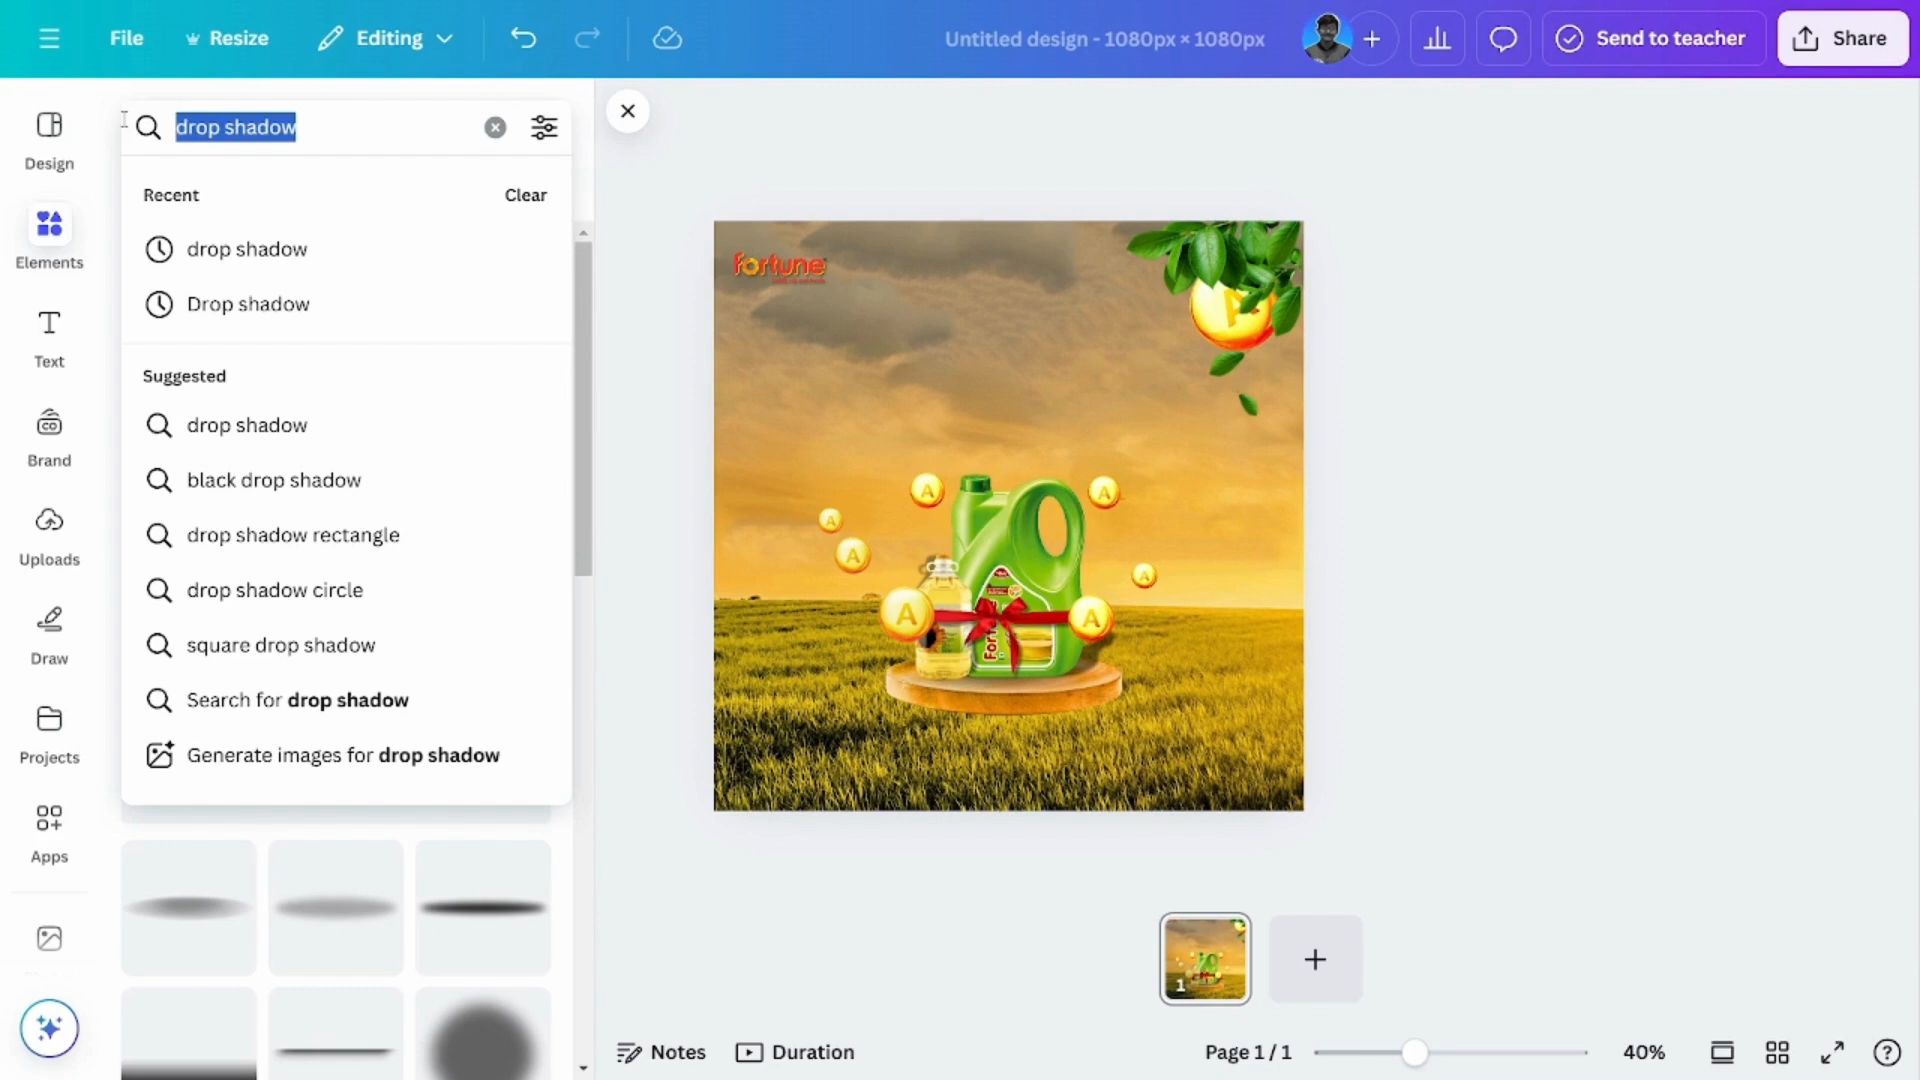 File
Resize
Editing
Untitled design - 1080px × 1080px
Send to teacher
Share
Design
Elements
Text
Brand
Uploads
Draw
Projects
Apps
drop shadow
Recent
Clear
drop shadow
Drop shadow
Suggested
drop shadow
black drop shadow
drop shadow rectangle
drop shadow circle
square drop shadow
Search for drop shadow
Generate images for drop shadow
fortune
A
A
A
A
A
A
A
A
1
Notes
Duration
Page 1 / 1
40%